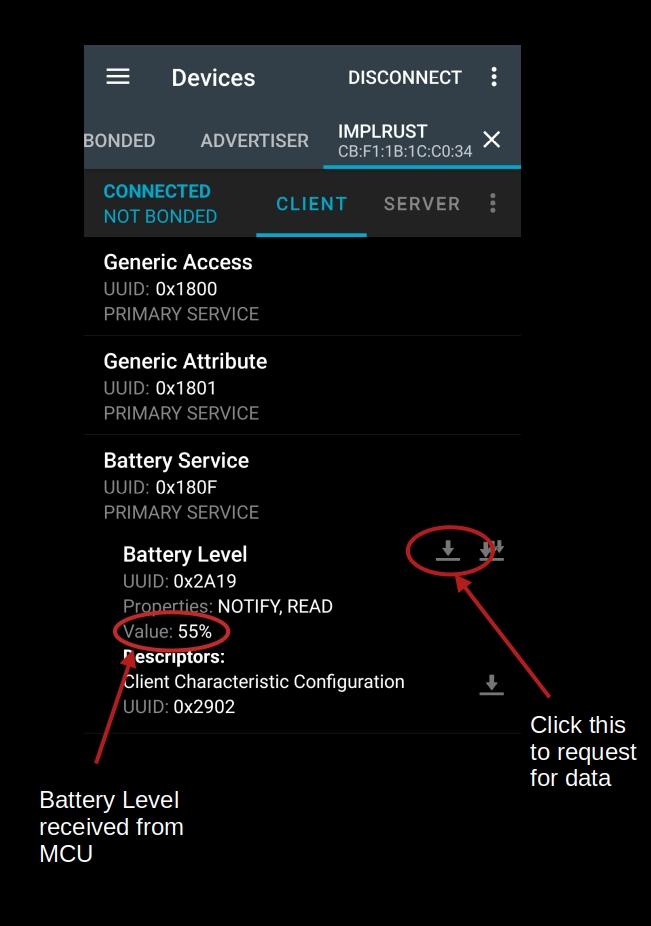 Devices
DISCONNECT
BONDED
ADVERTISER
IMPLRUST
CB:F1:1B:1C:C0:34
CONNECTED
NOT BONDED
CLIENT
SERVER
Generic Access
UUID: 0x1800
PRIMARY SERVICE
Generic Attribute
UUID: 0x1801
PRIMARY SERVICE
Battery Service
UUID: 0x180F
PRIMARY SERVICE
Battery Level
UUID: 0x2A19
Properties: NOTIFY, READ
Value: 55%
Descriptors:
Client Characteristic Configuration
UUID: 0x2902
Click this
to request
for data
Battery Level
received from
MCU